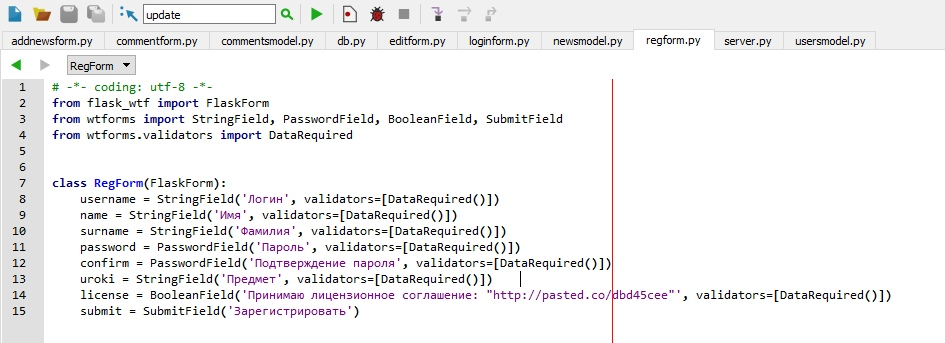 update
addnewsform.py commentform.py commentsmodel.py db.py editform.py loginform.py newsmodel.py regform.py server.py usersmodel.py
RegForm
1 # -*- coding: utf-8 -*-
2 from flask_wtf import FlaskForm
3 from wtforms import StringField, PasswordField, BooleanField, SubmitField
4 from wtforms.validators import DataRequired
5
6
7 class RegForm(FlaskForm):
8 username = StringField('Логин', validators=[DataRequired()])
9 name = StringField('Имя', validators=[DataRequired()])
10 surname = StringField('Фамилия', validators=[DataRequired()])
11 password = PasswordField('Пароль', validators=[DataRequired()])
12 confirm = PasswordField('Подтверждение пароля', validators=[DataRequired()])
13 uroki = StringField('Предмет', validators=[DataRequired()])
14 license = BooleanField('Принимаю лицензионное соглашение: "http://pasted.co/dbd45cee"', validators=[DataRequired()])
15 submit = SubmitField('Зарегистрировать')